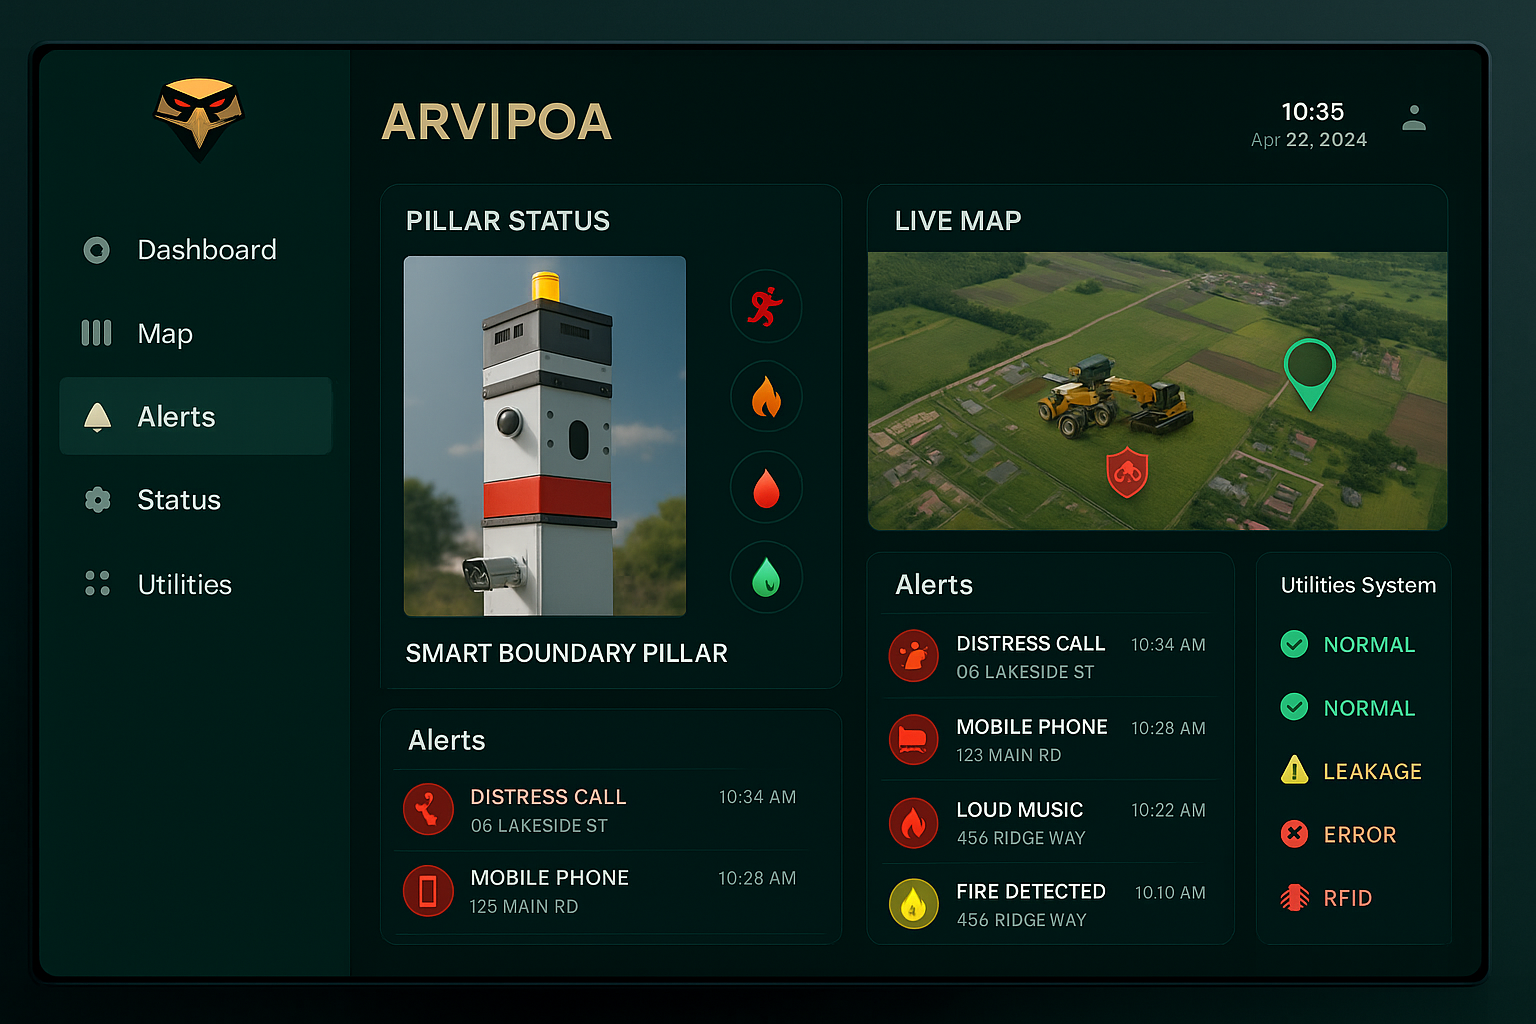 ARVIPOA
10:35
Apr 22, 2024
Dashboard
Map
Alerts
Status
Utilities
PILLAR STATUS
SMART BOUNDARY PILLAR
LIVE MAP
Alerts
DISTRESS CALL 10:34 AM
06 LAKESIDE ST
MOBILE PHONE 10:28 AM
125 MAIN RD
Alerts
DISTRESS CALL 10:34 AM
06 LAKESIDE ST
MOBILE PHONE 10:28 AM
123 MAIN RD
LOUD MUSIC 10:22 AM
456 RIDGE WAY
FIRE DETECTED 10.10 AM
456 RIDGE WAY
Utilities System
NORMAL
NORMAL
LEAKAGE
ERROR
RFID